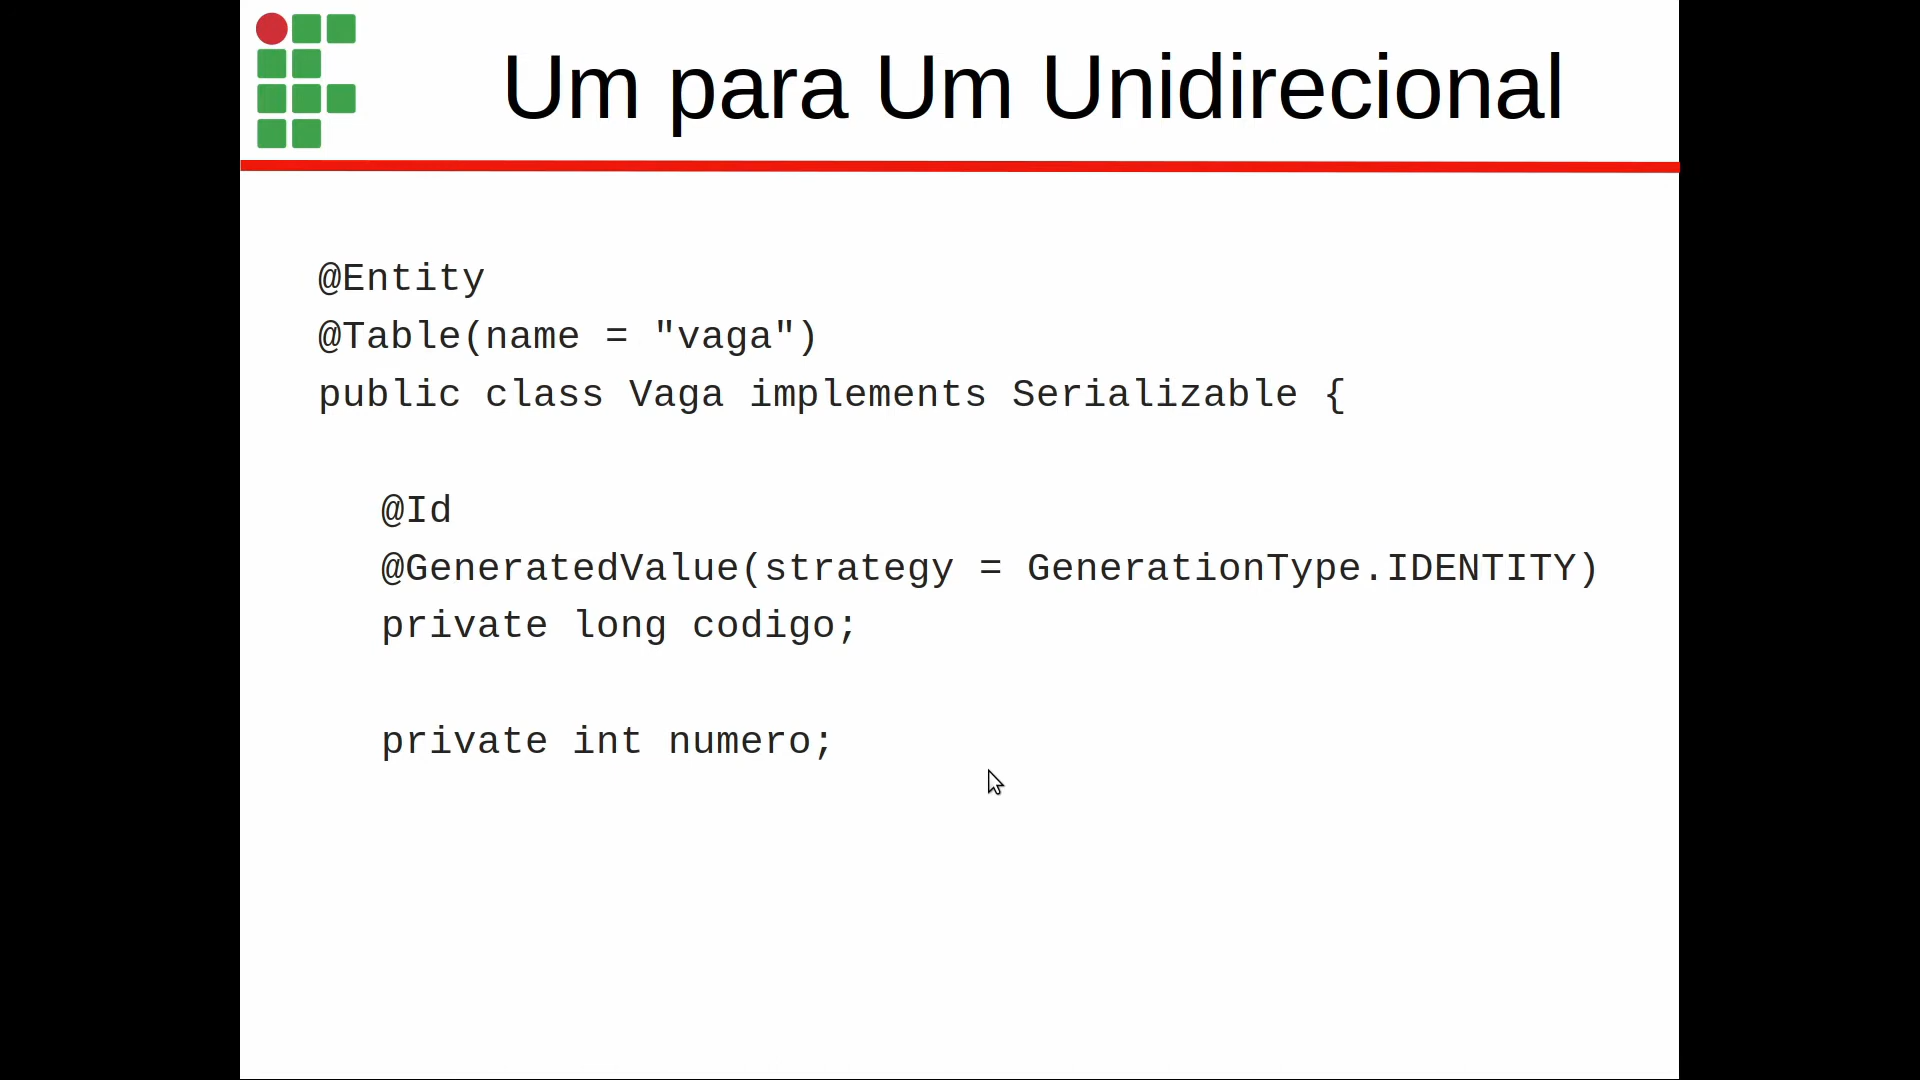 Um para Um Unidirecional
@Entity
@Table(name = "vaga")
public class Vaga implements Serializable {
@Id
@GeneratedValue(strategy = GenerationType.IDENTITY)
private long codigo;
private int numero;